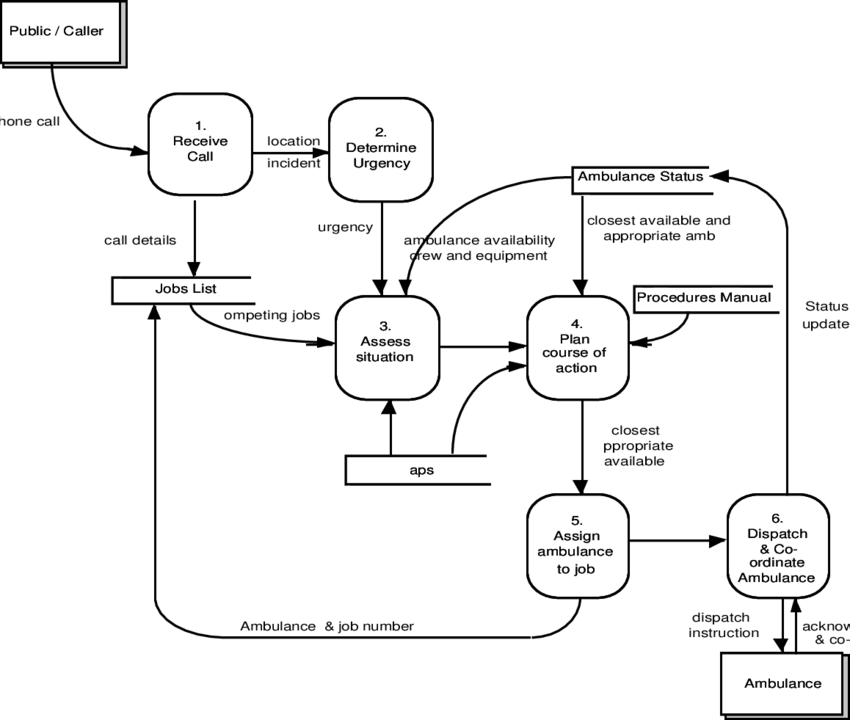 Public / Caller
hone call
1.
Receive
Call
location
incident
2.
Determine
Urgency
Ambulance Status
closest available and
appropriate amb
call details
urgency
ambulance availability
crew and equipment
Jobs List
ompeting jobs
Procedures Manual
Status
update
3.
Assess
situation
4.
Plan
course of
action
aps
closest
ppropriate
available
5.
Assign
ambulance
to job
6.
Dispatch
& Co-
ordinate
Ambulance
Ambulance & job number
dispatch
instruction
acknow
& co-
Ambulance